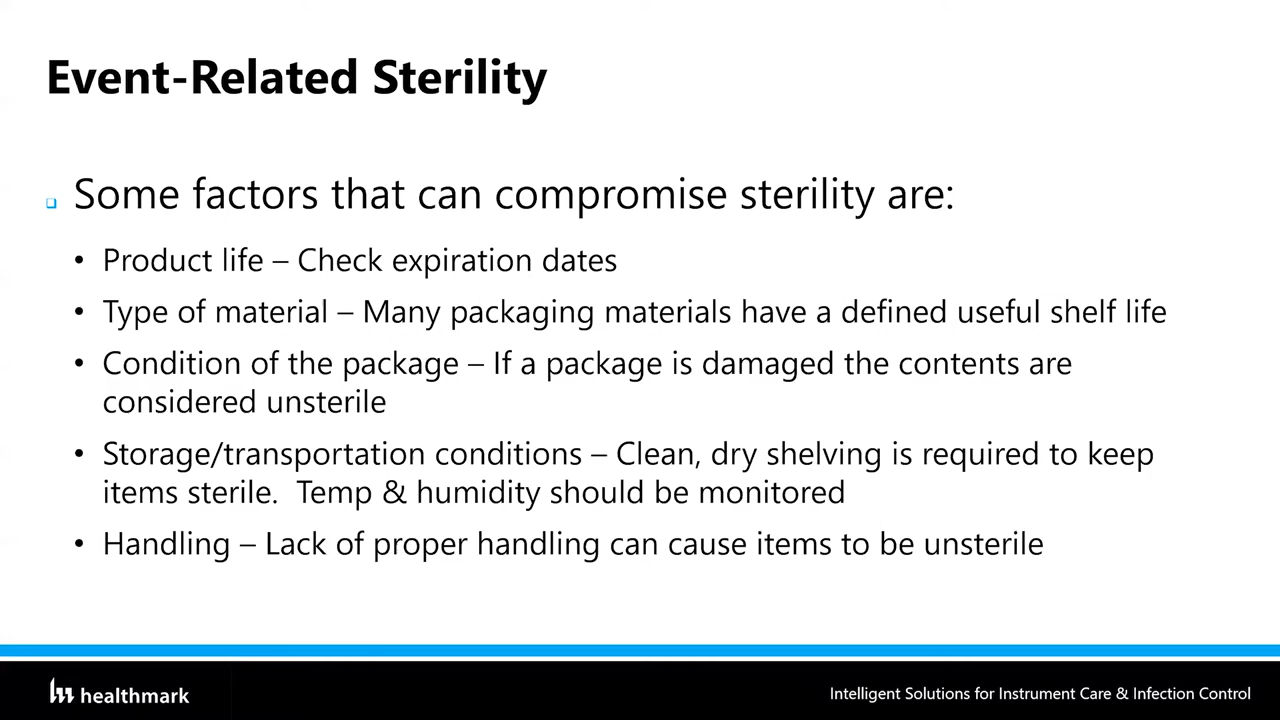 Event-Related Sterility
Some factors that can compromise sterility are:
• Product life – Check expiration dates
• Type of material – Many packaging materials have a defined useful shelf life
• Condition of the package – If a package is damaged the contents are
considered unsterile
• Storage/transportation conditions – Clean, dry shelving is required to keep
items sterile.  Temp & humidity should be monitored
• Handling – Lack of proper handling can cause items to be unsterile
healthmark
Intelligent Solutions for Instrument Care & Infection Control